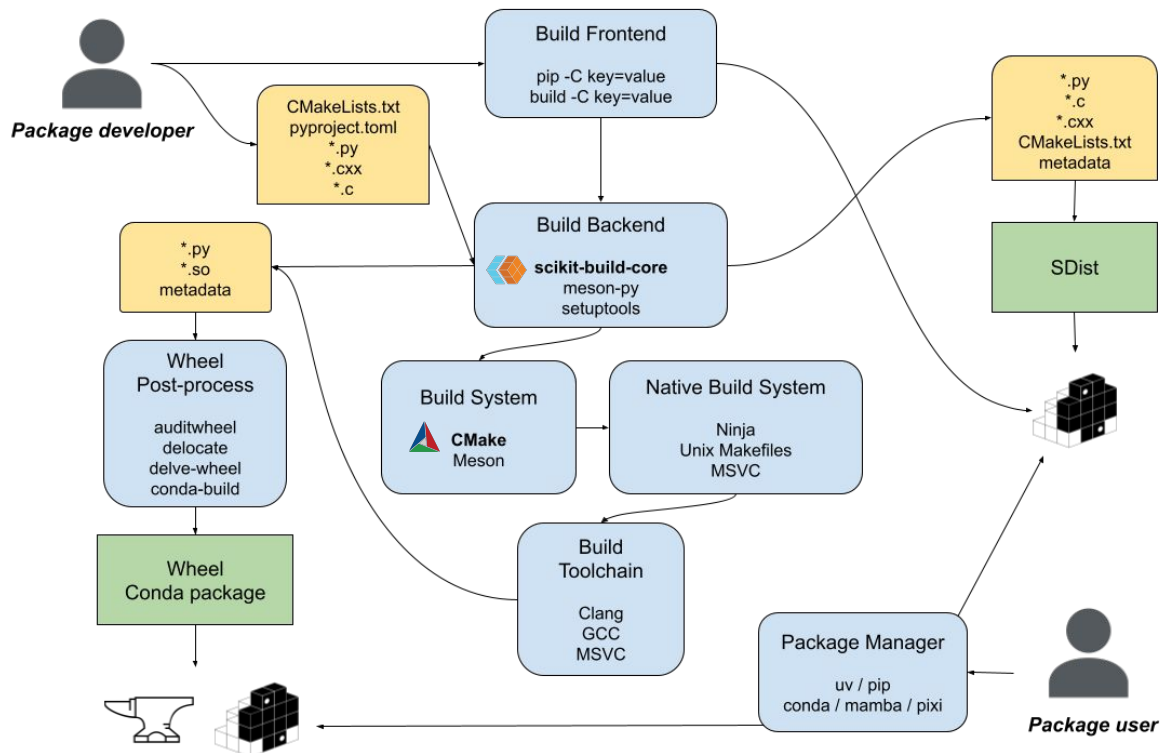 Build Frontend
pip -C key=value
build -C key=value
Package developer
CMakeLists.txt
pyproject.toml
*.py
*.cxx
*.c
*.py
*.c
*.cxx
CMakeLists.txt
metadata
Build Backend
scikit-build-core
meson-py
setuptools
*.py
*.so
metadata
SDist
Wheel
Post-process
auditwheel
delocate
delve-wheel
conda-build
Build System
CMake
Meson
Native Build System
Ninja
Unix Makefiles
MSVC
Wheel
Conda package
Build
Toolchain
Clang
GCC
MSVC
Package Manager
uv / pip
conda / mamba / pixi
Package user